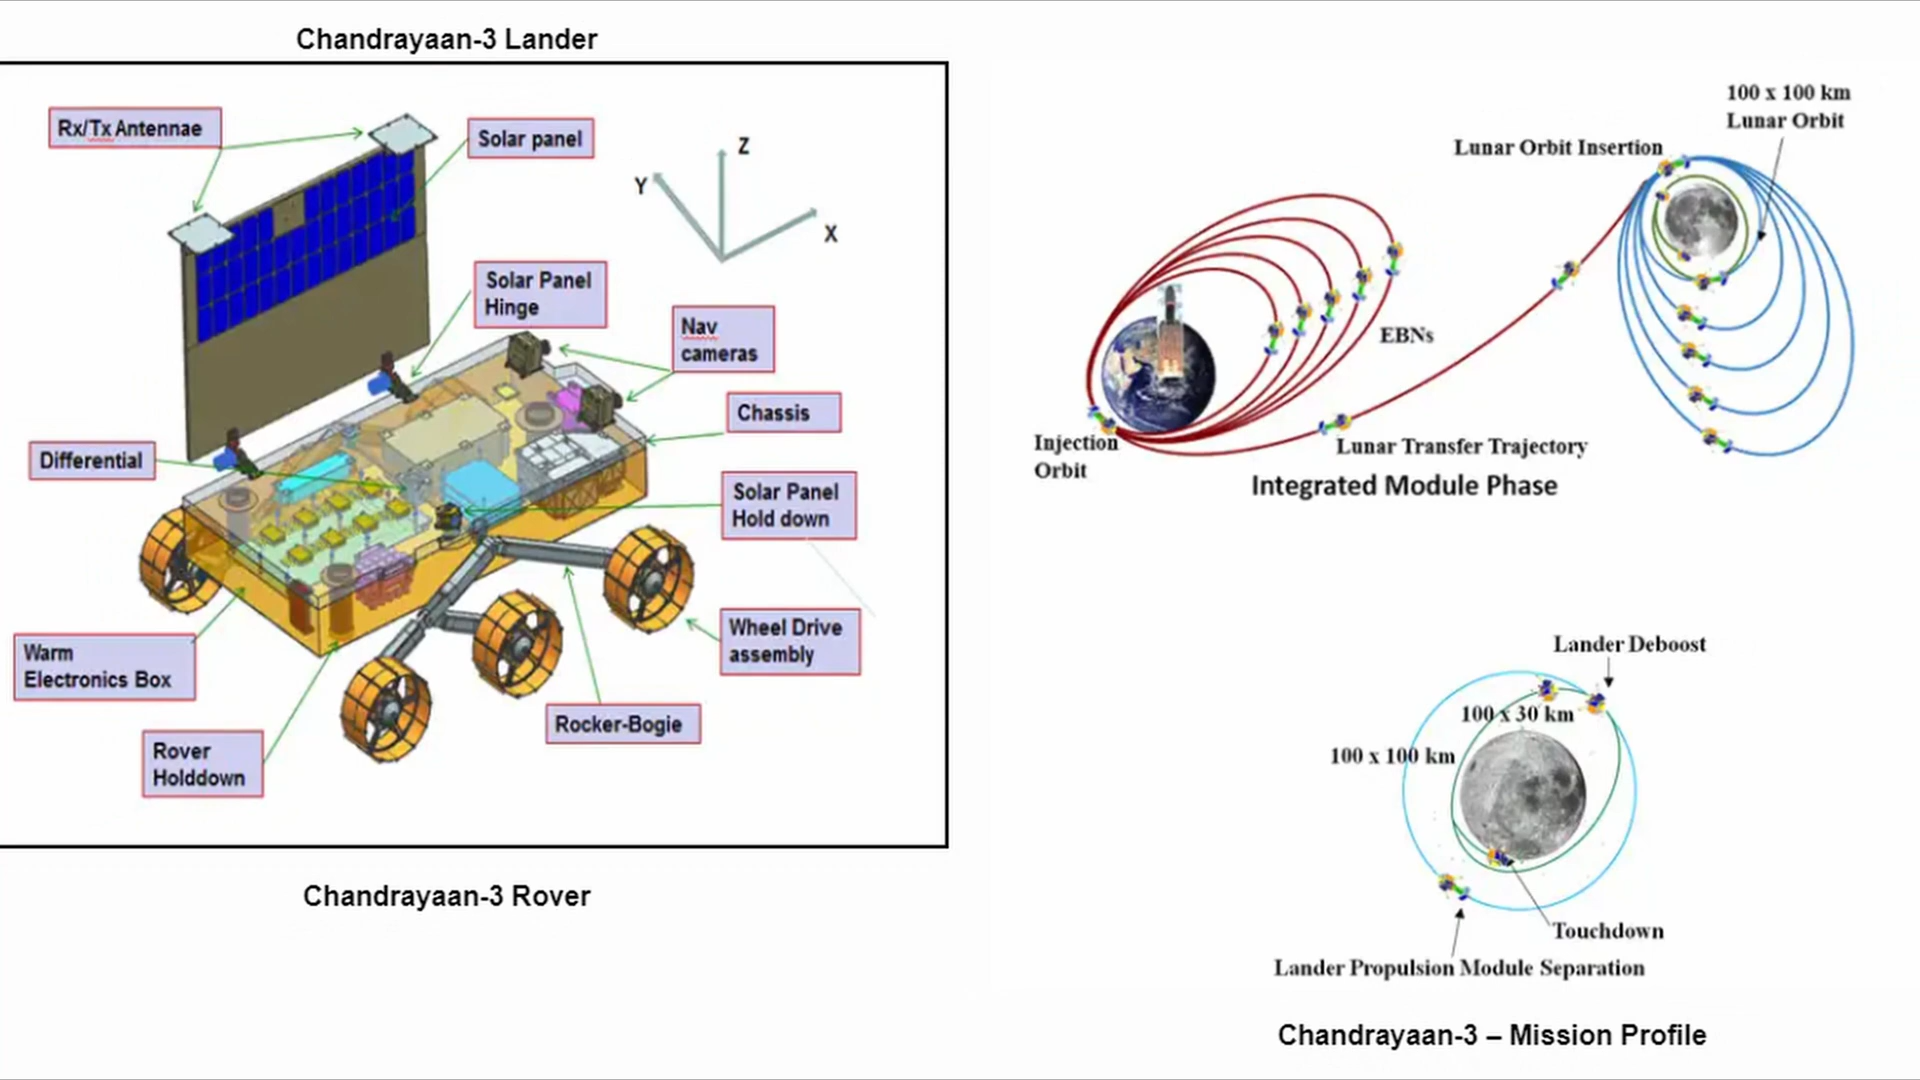 Chandrayaan-3 Lander
Rx/Tx Antennae
Solar panel
Z
Y
X
Solar Panel
Hinge
Nav
cameras
Chassis
Differential
Solar Panel
Hold down
Wheel Drive
assembly
Warm
Electronics Box
Rocker-Bogie
Rover
Holddown
Chandrayaan-3 Rover
100 x 100 km
Lunar Orbit
Lunar Orbit Insertion
EBNs
Injection
Orbit
Lunar Transfer Trajectory
Integrated Module Phase
Lander Deboost
100 x 30 km
100 x 100 km
Touchdown
Lander Propulsion Module Separation
Chandrayaan-3 – Mission Profile